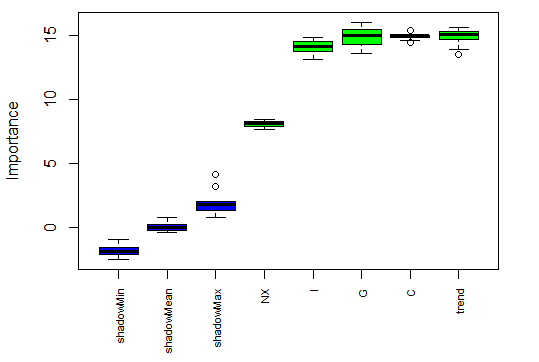 Importance
15
10
5
0
shadowMin
shadowMean
shadowMax
NX
I
G
C
trend